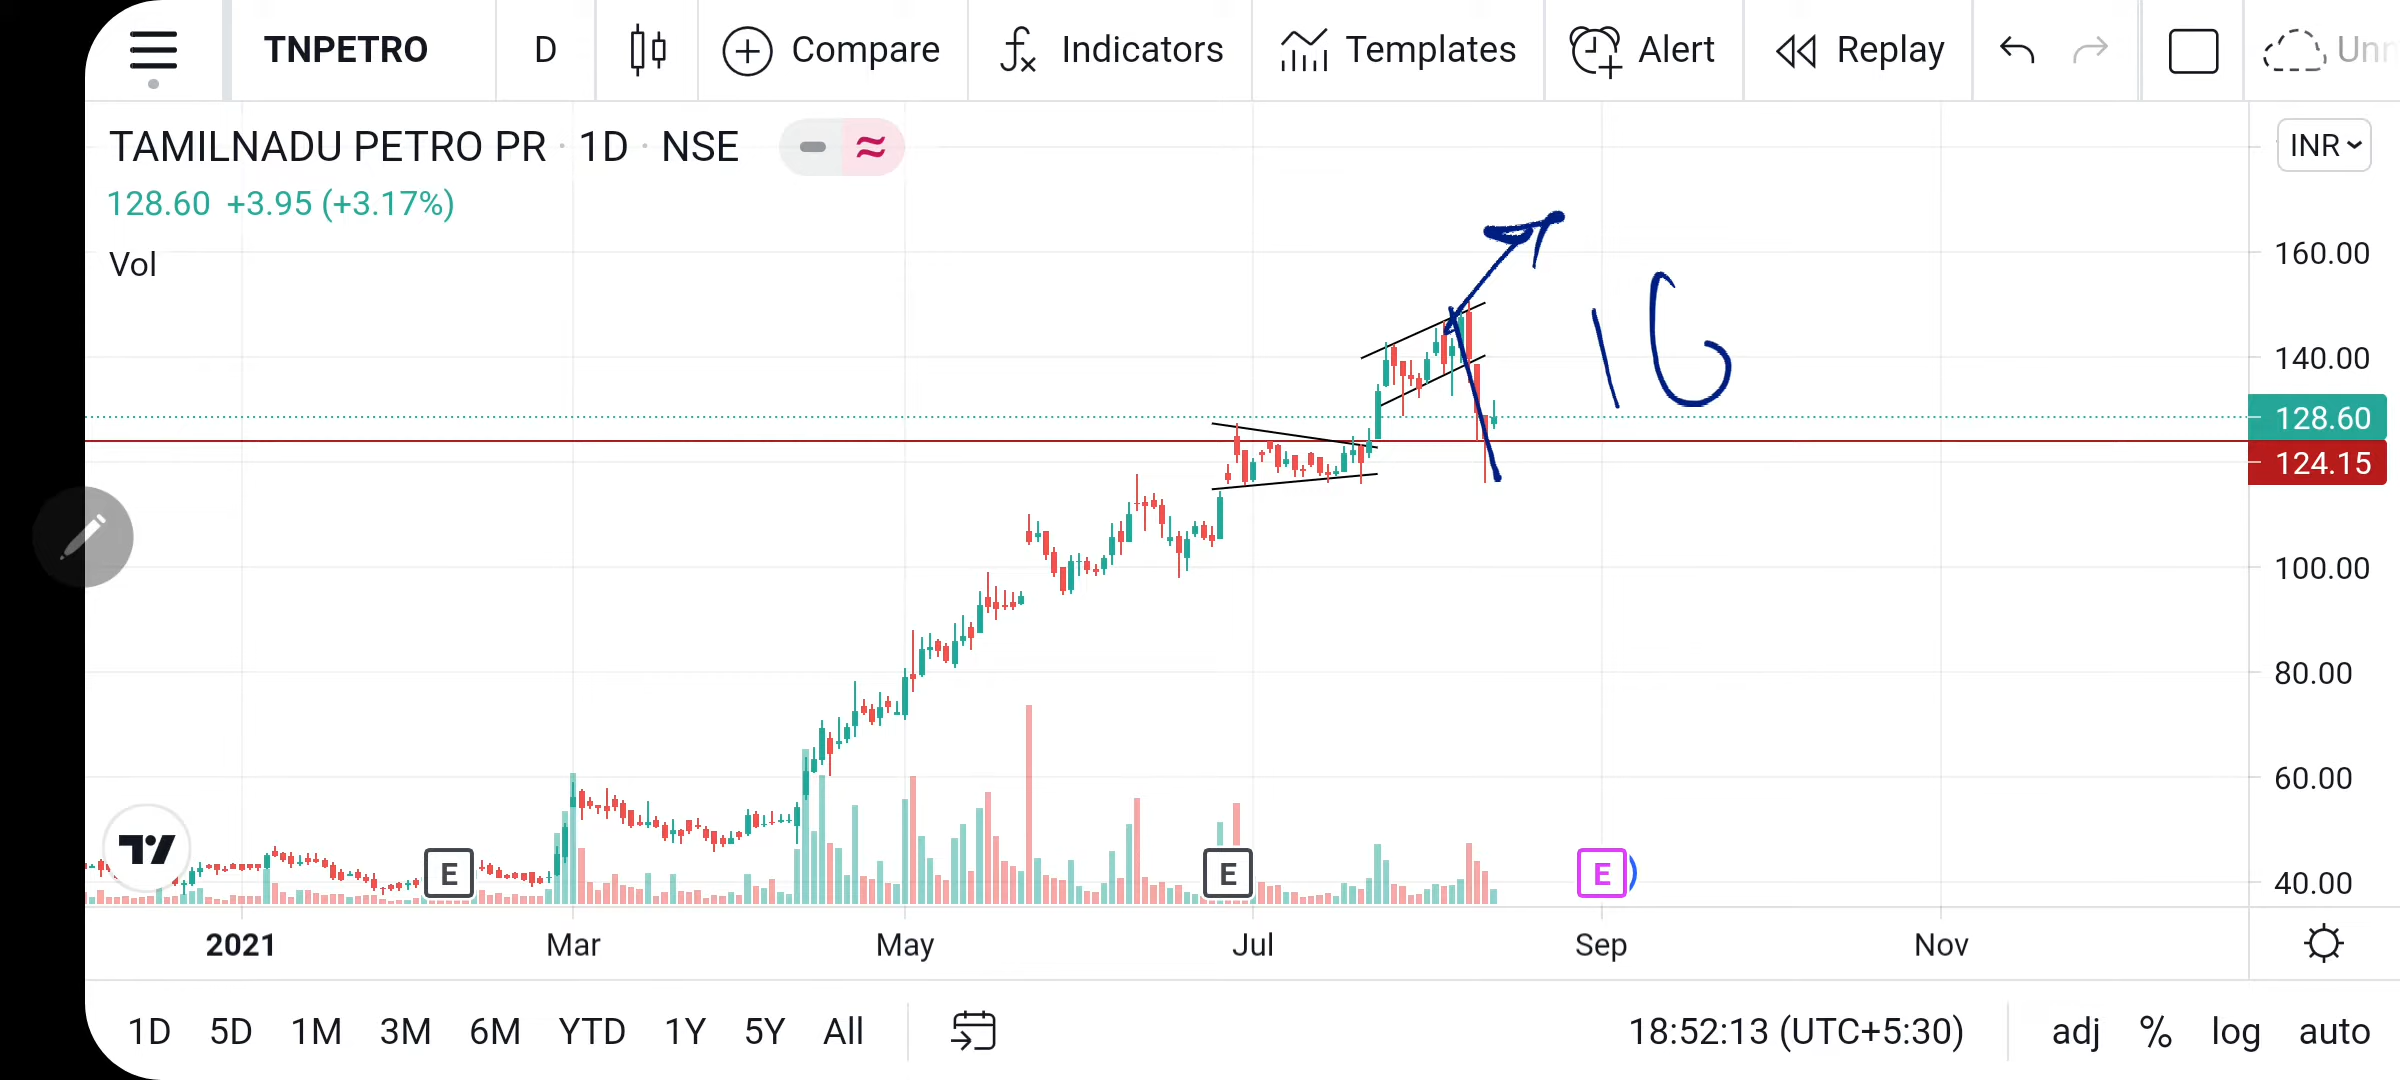 TNPETRO D Compare Indicators Templates Alert Replay
TAMILNADU PETRO PR · 1D · NSE
INR
128.60 +3.95 (+3.17%)
Vol
160.00
16
140.00
128.60
124.15
100.00
80.00
60.00
40.00
E E E
2021 Mar May Jul Sep Nov
1D 5D 1M 3M 6M YTD 1Y 5Y All 18:52:13 (UTC+5:30) adj % log auto